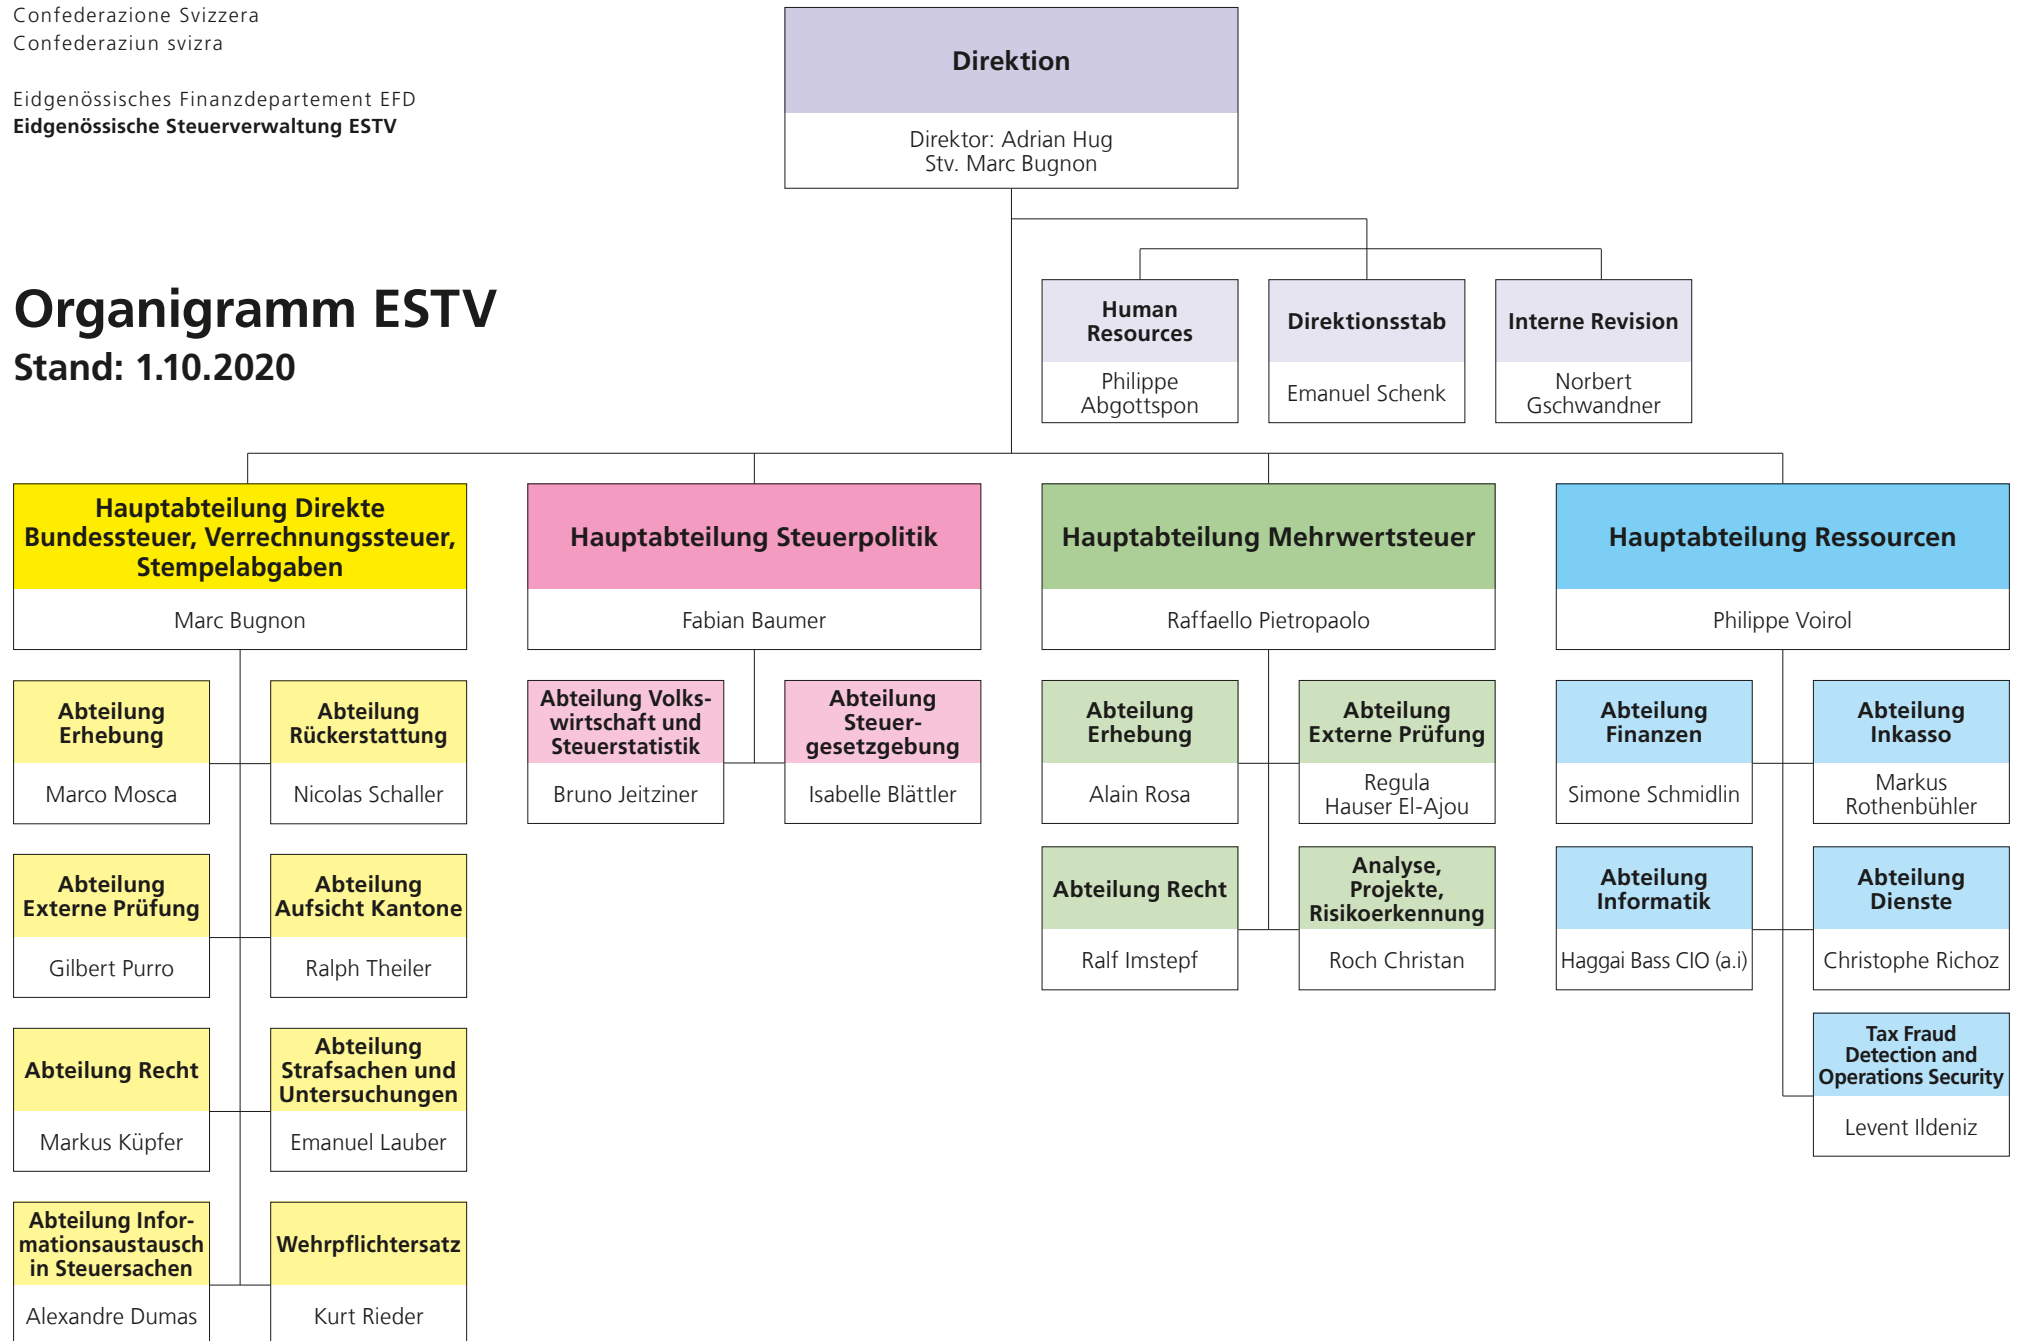 Confederazione Svizzera
Confederaziun svizra
Eidgenössisches Finanzdepartement EFD
Eidgenössische Steuerverwaltung ESTV
Organigramm ESTV
Stand: 1.10.2020
Direktion
Direktor: Adrian Hug
Stv. Marc Bugnon
Human
Resources
Philippe
Abgottspon
Direktionsstab
Emanuel Schenk
Interne Revision
Norbert
Gschwandner
Hauptabteilung Direkte
Bundessteuer, Verrechnungssteuer,
Stempelabgaben
Marc Bugnon
Abteilung
Erhebung
Marco Mosca
Abteilung
Rückerstattung
Nicolas Schaller
Abteilung
Externe Prüfung
Gilbert Purro
Abteilung
Aufsicht Kantone
Ralph Theiler
Abteilung Recht
Markus Küpfer
Abteilung
Strafsachen und
Untersuchungen
Emanuel Lauber
Abteilung Infor-
mationsaustausch
in Steuersachen
Alexandre Dumas
Wehrpflichtersatz
Kurt Rieder
Hauptabteilung Steuerpolitik
Fabian Baumer
Abteilung Volks-
wirtschaft und
Steuerstatistik
Bruno Jeitziner
Abteilung
Steuer-
gesetzgebung
Isabelle Blättler
Hauptabteilung Mehrwertsteuer
Raffaello Pietropaolo
Abteilung
Erhebung
Alain Rosa
Abteilung
Externe Prüfung
Regula
Hauser El-Ajou
Abteilung Recht
Ralf Imstepf
Analyse,
Projekte,
Risikoerkennung
Roch Christan
Hauptabteilung Ressourcen
Philippe Voirol
Abteilung
Finanzen
Simone Schmidlin
Abteilung
Inkasso
Markus
Rothenbühler
Abteilung
Informatik
Haggai Bass CIO (a.i)
Abteilung
Dienste
Christophe Richoz
Tax Fraud
Detection and
Operations Security
Levent Ildeniz